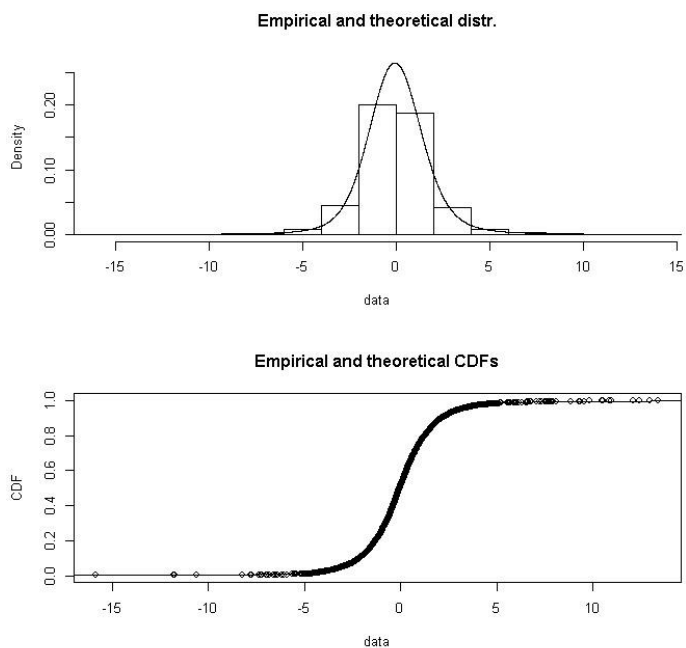 Empirical and theoretical distr.
Density
0.00 0.10 0.20
-15 -10 -5 0 5 10 15
data
Empirical and theoretical CDFs
CDF
0.0 0.2 0.4 0.6 0.8 1.0
-15 -10 -5 0 5 10
data